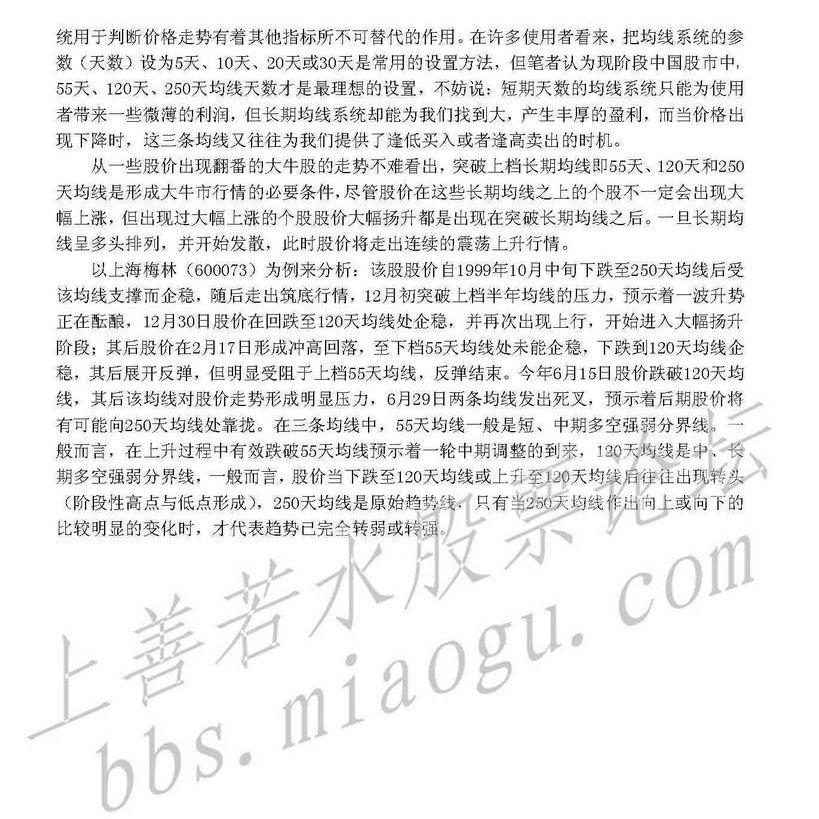 统用于判断价格走势有着其他指标所不可替代的作用。在许多使用者看来，把均线系统的参
数（天数）设为5天、10天、20天或30天是常用的设置方法，但笔者认为现阶段中国股市中，
55天、120天、250天均线天数才是最理想的设置，不妨说：短期天数的均线系统只能为使用
者带来一些微薄的利润，但长期均线系统却能为我们找到大，产生丰厚的盈利，而当价格出
现下降时，这三条均线又往往为我们提供了逢低买入或者逢高卖出的时机。
从一些股价出现翻番的大牛股的走势不难看出，突破上档长期均线即55天、120天和250
天均线是形成大牛市行情的必要条件，尽管股价在这些长期均线之上的个股不一定会出现大
幅上涨，但出现过大幅上涨的个股股价大幅扬升都是出现在突破长期均线之后。一旦长期均
线呈多头排列，并开始发散，此时股价将走出连续的震荡上升行情。
以上海梅林（600073）为例来分析：该股股价自1999年10月中旬下跌至250天均线后受
该均线支撑而企稳，随后走出筑底行情，12月初突破上档半年均线的压力，预示着一波升势
正在酝酿，12月30日股价在回跌至120天均线处企稳，并再次出现上行，开始进入大幅扬升
阶段；其后股价在2月17日形成冲高回落，至下档55天均线处未能企稳，下跌到120天均线企
稳，其后展开反弹，但明显受阻于上档55天均线，反弹结束。今年6月15日股价跌破120天均
线，其后该均线对股价走势形成明显压力，6月29日两条均线发出死叉，预示着后期股价将
有可能向250天均线处靠拢。在三条均线中，55天均线一般是短、中期多空强弱分界线。一
般而言，在上升过程中有效跌破55天均线预示着一轮中期调整的到来，120天均线是中、长
期多空强弱分界线，一般而言，股价当下跌至120天均线或上升至120天均线后往往出现转头
（阶段性高点与低点形成），250天均线是原始趋势线，只有当250天均线作出向上或向下的
比较明显的变化时，才代表趋势已完全转弱或转强。
上善若水股票论坛
bbs.miaogu.com